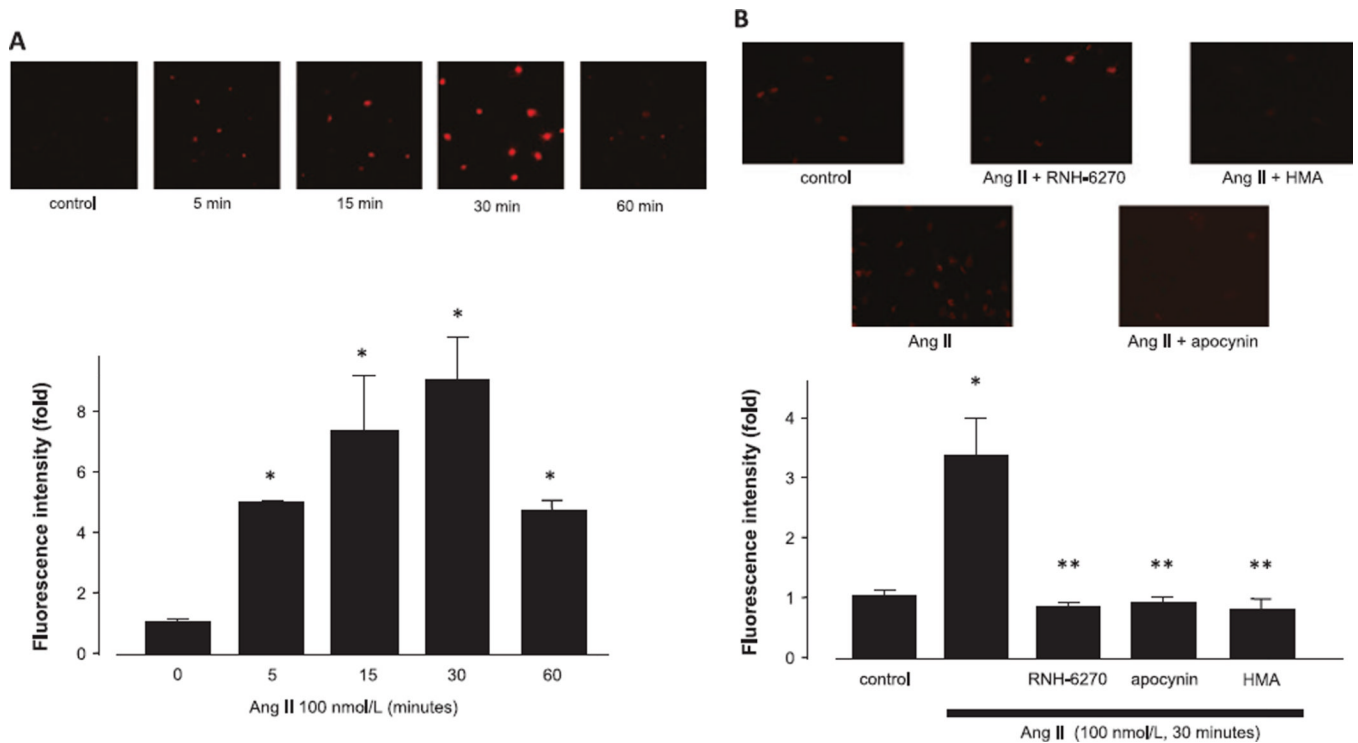 A
control
5 min
15 min
30 min
60 min
Fluorescence intensity (fold)
8
6
4
2
0
*
*
*
*
0
5
15
30
60
Ang II 100 nmol/L (minutes)
B
control
Ang II + RNH-6270
Ang II + HMA
Ang II
Ang II + apocynin
Fluorescence intensity (fold)
4
3
2
1
0
*
**
**
**
control
RNH-6270
apocynin
HMA
Ang II (100 nmol/L, 30 minutes)